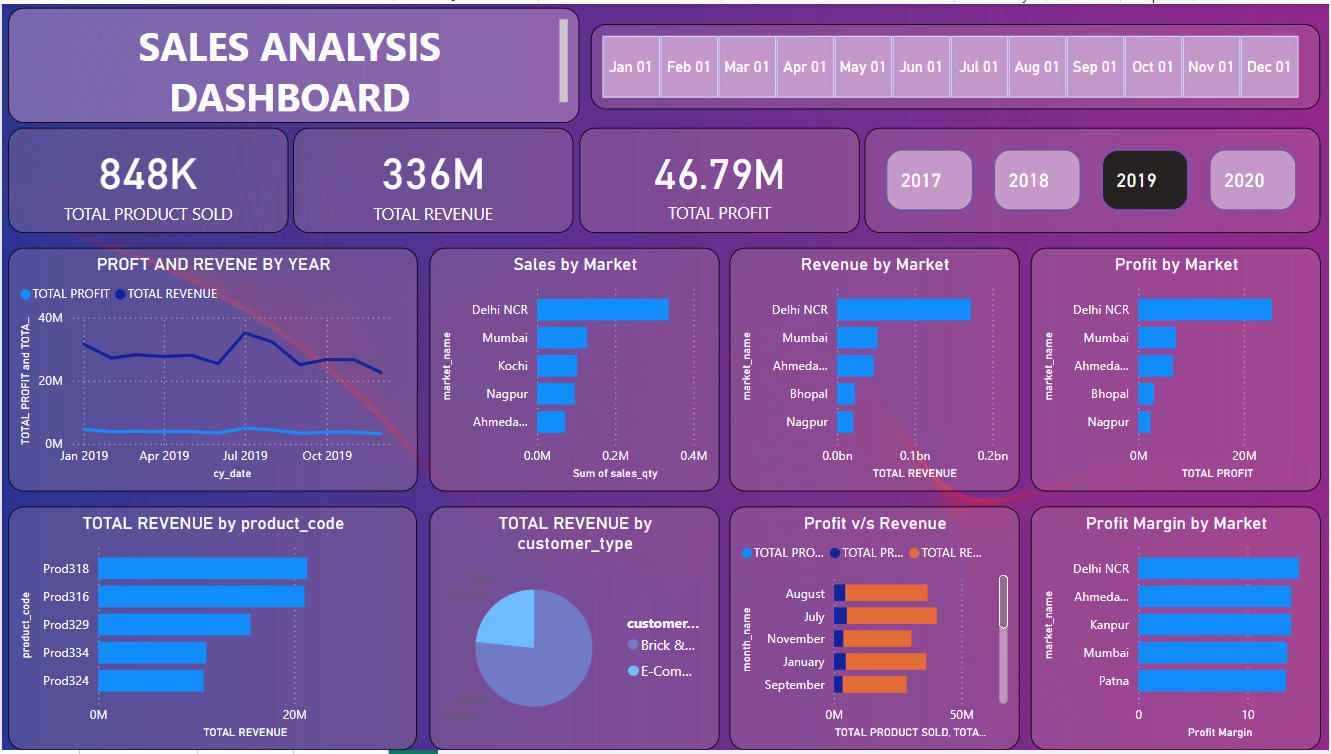 SALES ANALYSIS
DASHBOARD
Jan 01 Feb 01 Mar 01 Apr 01 May 01 Jun 01 Jul 01 Aug 01 Sep 01 Oct 01 Nov 01 Dec 01
848K
TOTAL PRODUCT SOLD
336M
TOTAL REVENUE
46.79M
TOTAL PROFIT
2017 2018 2019 2020
PROFT AND REVENE BY YEAR
TOTAL PROFIT TOTAL REVENUE
TOTAL PROFIT and TOTA...
40M
20M
0M
Jan 2019 Apr 2019 Jul 2019 Oct 2019
cy_date
Sales by Market
market_name
Delhi NCR
Mumbai
Kochi
Nagpur
Ahmeda...
0.0M 0.2M 0.4M
Sum of sales_qty
Revenue by Market
market_name
Delhi NCR
Mumbai
Ahmeda...
Bhopal
Nagpur
0.0bn 0.1bn 0.2bn
TOTAL REVENUE
Profit by Market
market_name
Delhi NCR
Mumbai
Ahmeda...
Bhopal
Nagpur
0M 20M
TOTAL PROFIT
TOTAL REVENUE by product_code
product_code
Prod318
Prod316
Prod329
Prod334
Prod324
0M 20M
TOTAL REVENUE
TOTAL REVENUE by
customer_type
customer...
Brick &...
E-Com...
Profit v/s Revenue
TOTAL PRO... TOTAL PR... TOTAL RE...
month_name
August
July
November
January
September
0M 50M
TOTAL PRODUCT SOLD, TOTA...
Profit Margin by Market
market_name
Delhi NCR
Ahmeda...
Kanpur
Mumbai
Patna
0 10
Profit Margin